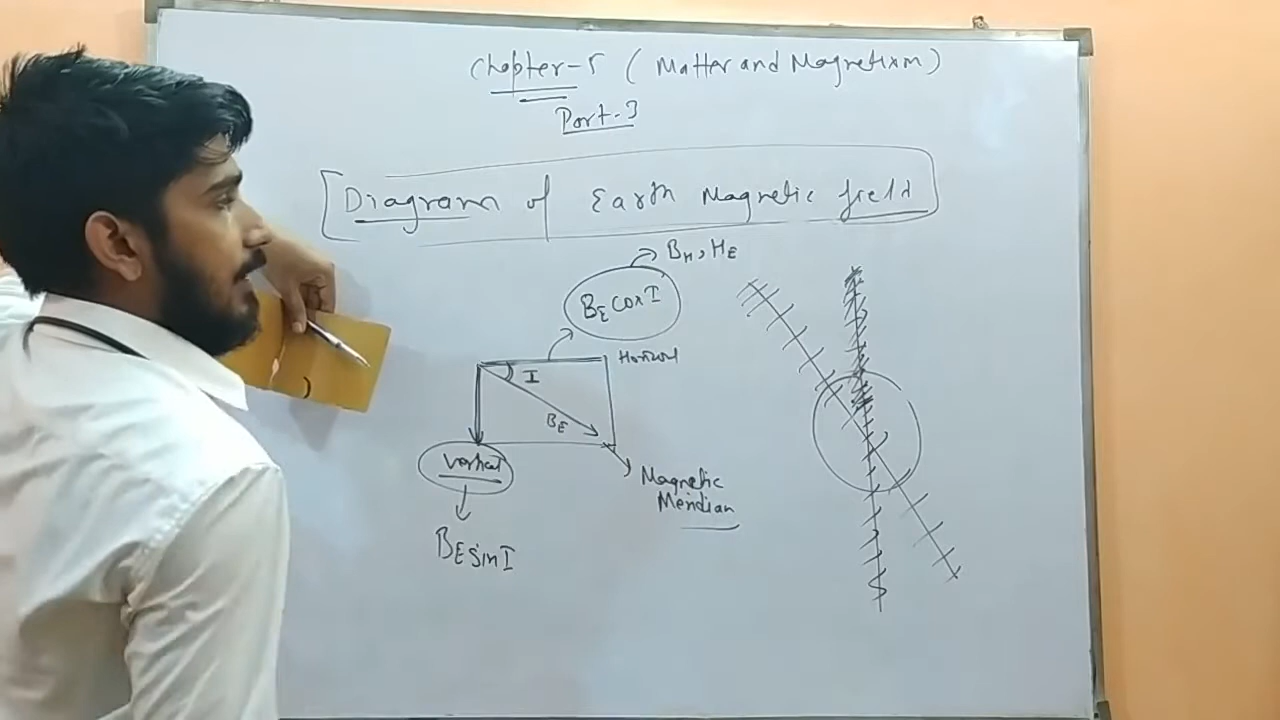 Chapter-5 (Matter and Magnetism)
Part-3
Diagram of Earth Magnetic field
BH, HE
BE cos I
Horizontal
I
BE
Vertical
Magnetic
Meridian
BE sin I